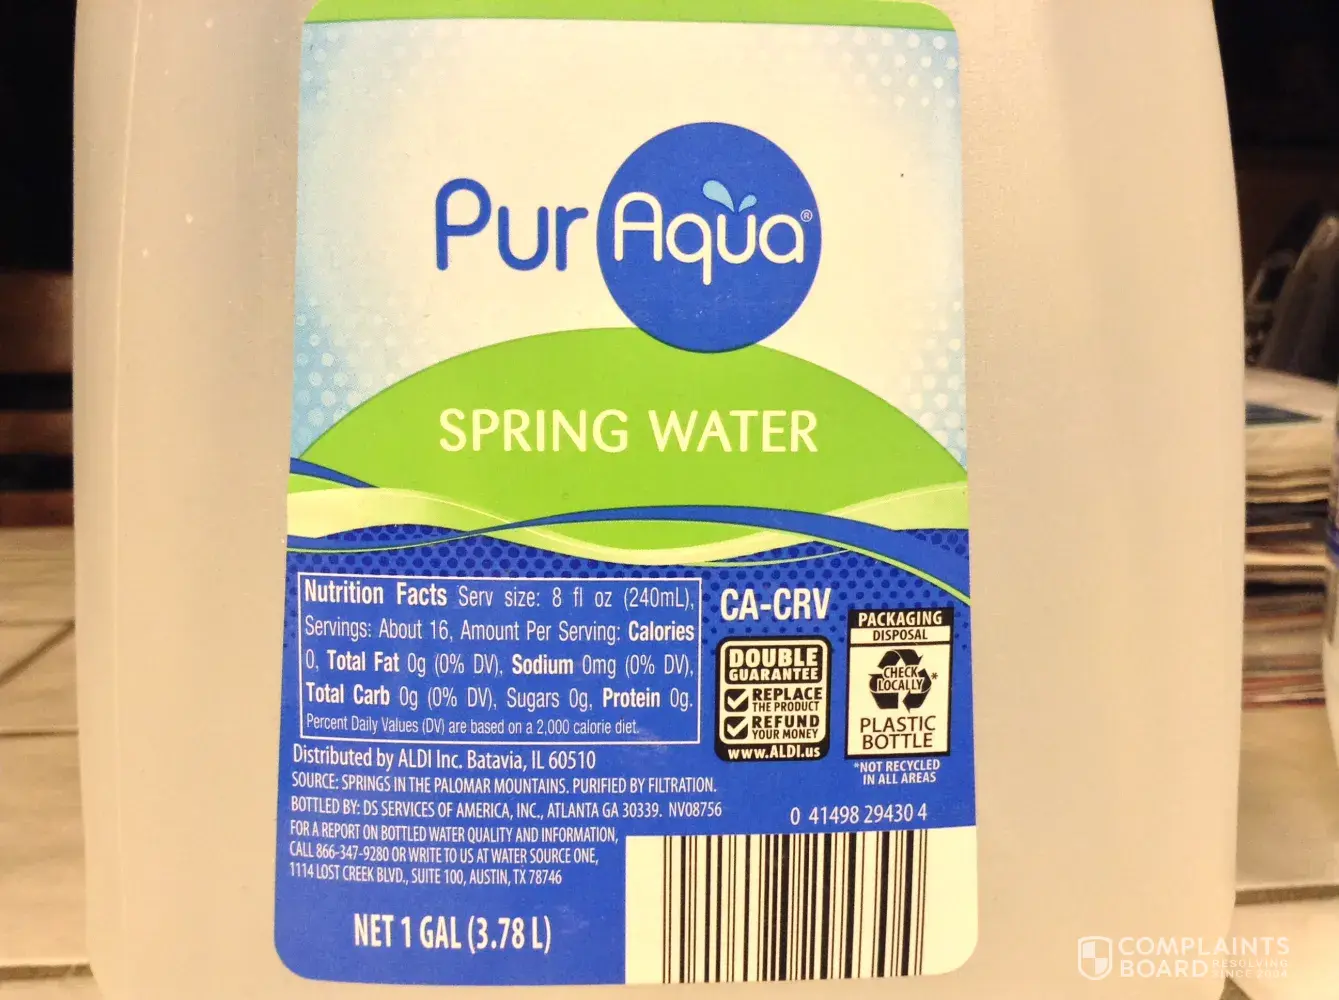 PurAqua®
SPRING WATER
Nutrition Facts Serv size: 8 fl oz (240mL),
Servings: About 16, Amount Per Serving: Calories
0, Total Fat 0g (0% DV), Sodium 0mg (0% DV),
Total Carb 0g (0% DV), Sugars 0g, Protein 0g.
Percent Daily Values (DV) are based on a 2,000 calorie diet.
CA-CRV
DOUBLE
GUARANTEE
REPLACE
THE PRODUCT
REFUND
YOUR MONEY
www.ALDI.us
PACKAGING
DISPOSAL
CHECK
LOCALLY*
PLASTIC
BOTTLE
*NOT RECYCLED
IN ALL AREAS
Distributed by ALDI Inc. Batavia, IL 60510
SOURCE: SPRINGS IN THE PALOMAR MOUNTAINS. PURIFIED BY FILTRATION.
BOTTLED BY: DS SERVICES OF AMERICA, INC., ATLANTA GA 30339. NV08756
FOR A REPORT ON BOTTLED WATER QUALITY AND INFORMATION,
CALL 866-347-9280 OR WRITE TO US AT WATER SOURCE ONE,
1114 LOST CREEK BLVD., SUITE 100, AUSTIN, TX 78746
0 41498 29430 4
NET 1 GAL (3.78 L)
COMPLAINTS
BOARD RESOLVING
SINCE 2004